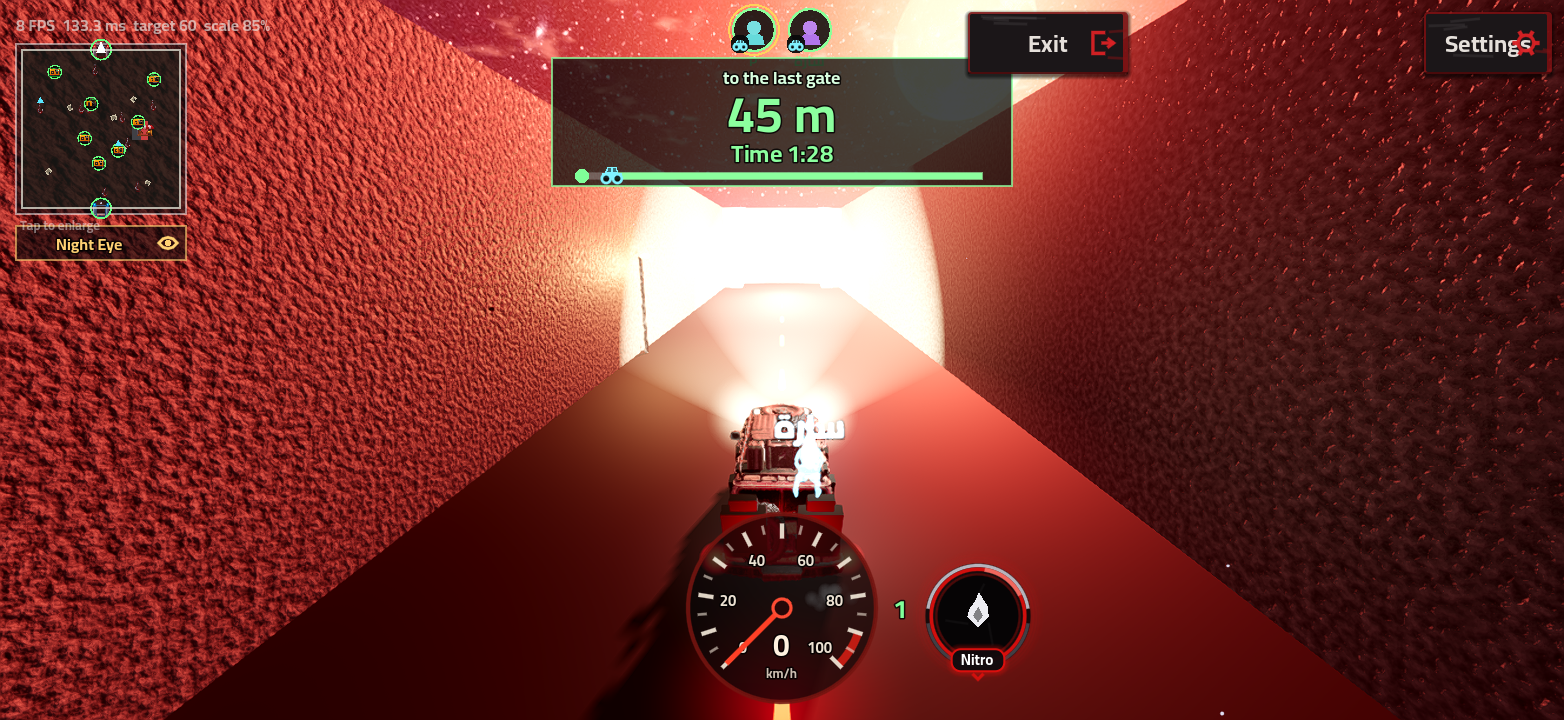 8 FPS 133.3 ms target 60 scale 85%
to the last gate
45 m
Time 1:28
Exit
Settings
Tap to enlarge
Night Eye
سارة
40 60
20 80
0 0 100
km/h
1
Nitro